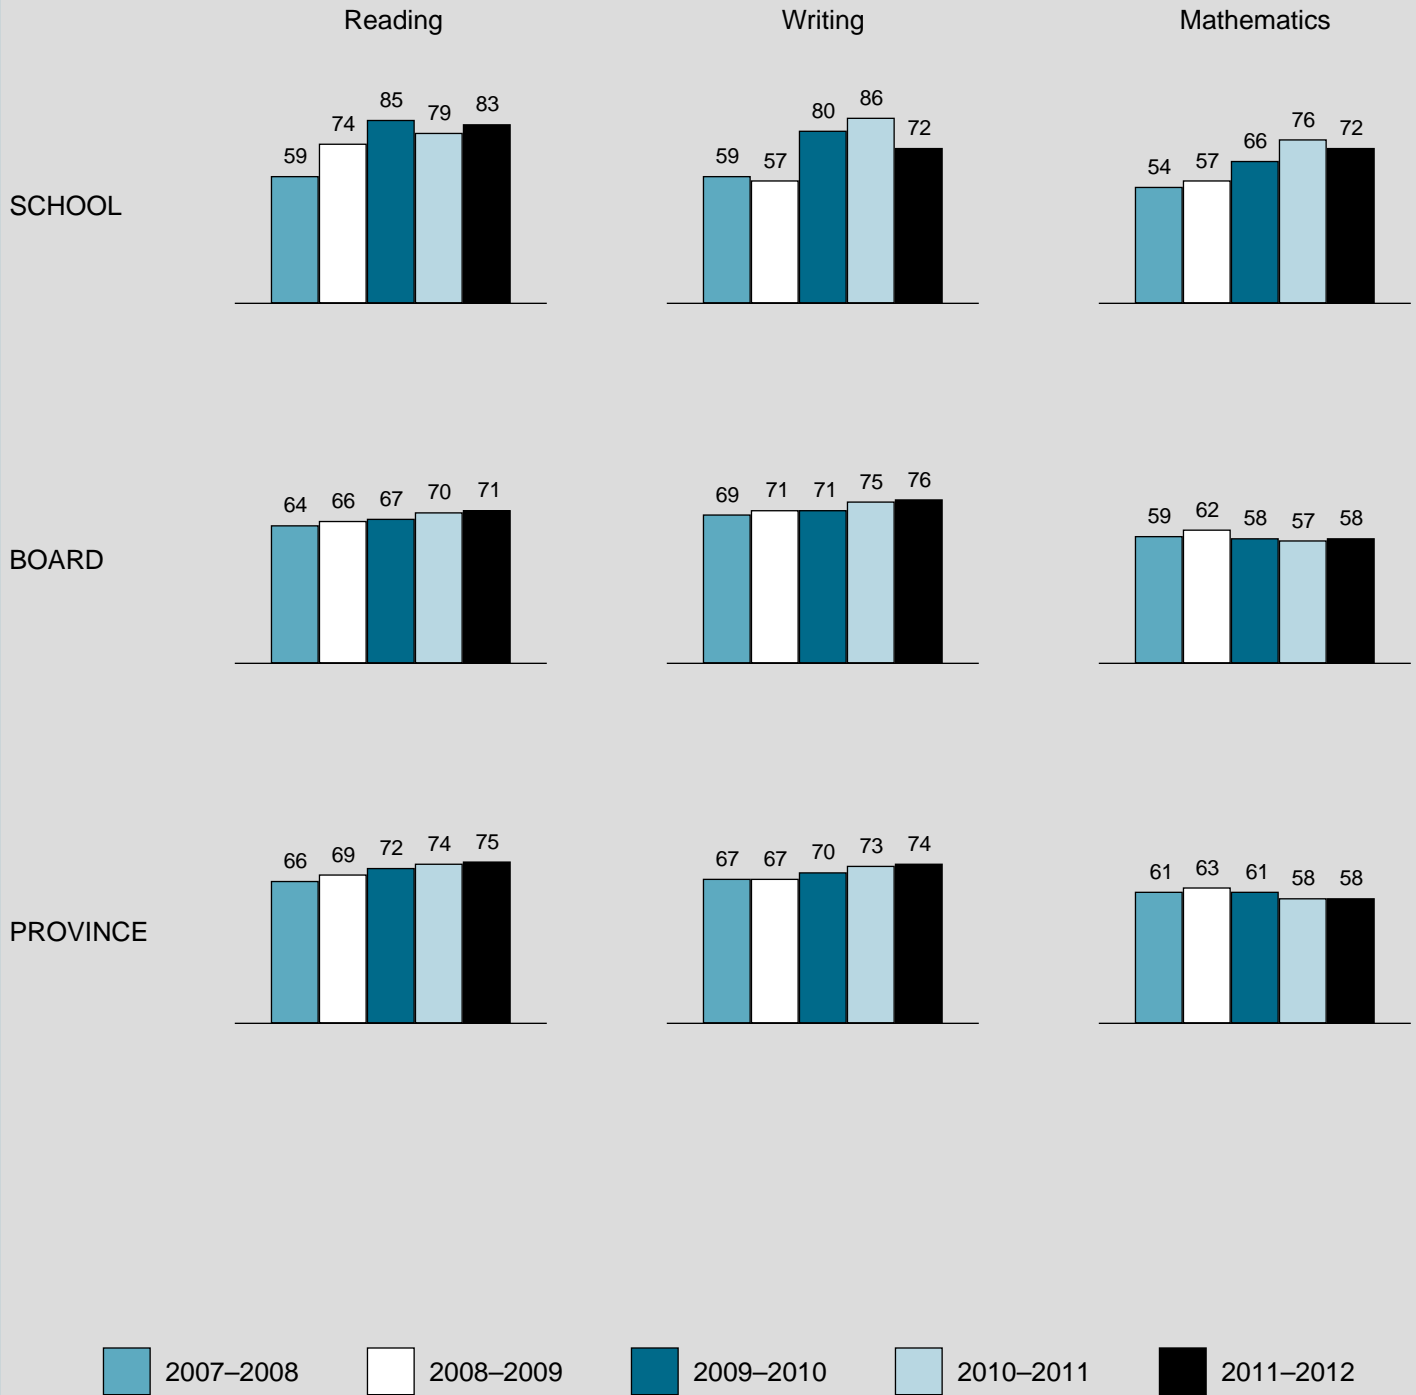 Reading Writing Mathematics
SCHOOL
59 74 85 79 83
59 57 80 86 72
54 57 66 76 72
BOARD
64 66 67 70 71
69 71 71 75 76
59 62 58 57 58
PROVINCE
66 69 72 74 75
67 67 70 73 74
61 63 61 58 58
2007–2008 2008–2009 2009–2010 2010–2011 2011–2012